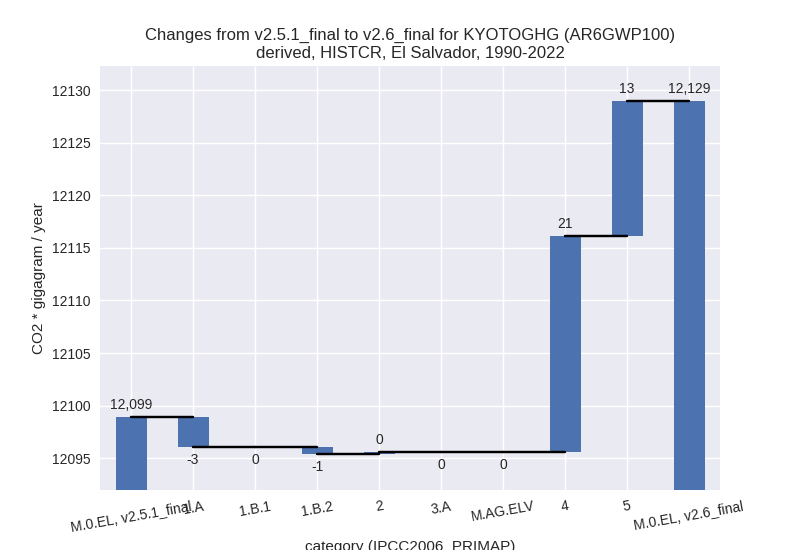 Changes from v2.5.1_final to v2.6_final for KYOTOGHG (AR6GWP100)
derived, HISTCR, El Salvador, 1990-2022
CO2 * gigagram / year
12130
12125
12120
12115
12110
12105
12100
12095
12,099
-3
0
-1
0
0
0
21
13
12,129
M.0.EL, v2.5.1_final
1.A
1.B.1
1.B.2
2
3.A
M.AG.ELV
4
5
M.0.EL, v2.6_final
category (IPCC2006_PRIMAP)